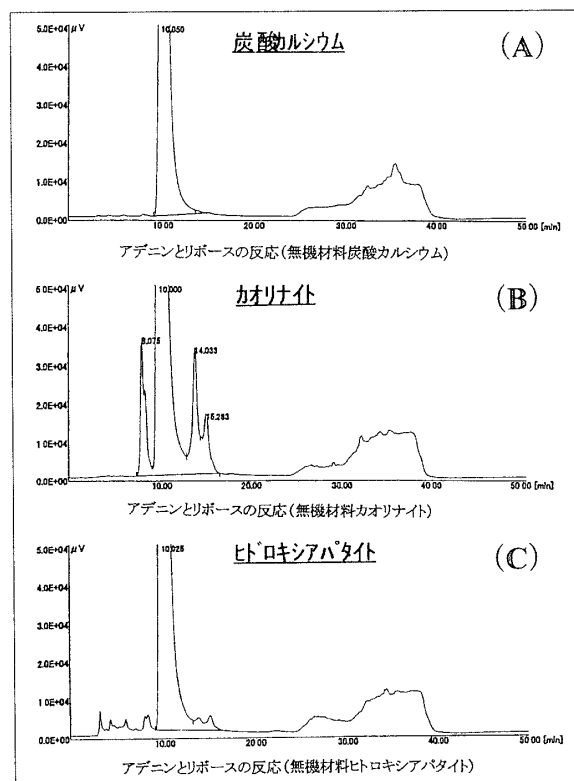 炭酸カルシウム
(A)
5.0E+04 μV
10.050
4.0E+04
3.0E+04
2.0E+04
1.0E+04
0.0E+00
10.00 20.00 30.00 40.00 50.00 [min]
アデニンとリボースの反応(無機材料炭酸カルシウム)
カオリナイト
(B)
5.0E+04 μV
10.000
4.0E+04
8.075
14.033
3.0E+04
2.0E+04
15.283
1.0E+04
0.0E+00
10.00 20.00 30.00 40.00 50.00 [min]
アデニンとリボースの反応(無機材料カオリナイト)
ヒドロキシアパタイト
(C)
5.0E+04 μV
10.025
4.0E+04
3.0E+04
2.0E+04
1.0E+04
0.0E+00
10.00 20.00 30.00 40.00 50.00 [min]
アデニンとリボースの反応(無機材料ヒトロキシアパタイト)